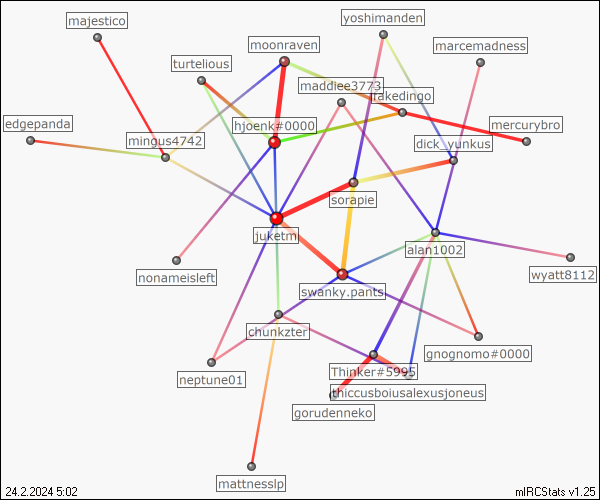 majestico
yoshimanden
moonraven
marcemadness
turtelious
maddiee3773
fakedingo
edgepanda
hjoenk#0000
mercurybro
mingus4742
dick_yunkus
sorapie
juketmi
alan1002
nonameisleft
wyatt8112
swanky.pants
chunkzter
gnognomo#0000
Thinker#5995
neptune01
thiccusboiusalexusjoneus
gorudenneko
mattnesslp
24.2.2024 5:02
mIRCStats v1.25